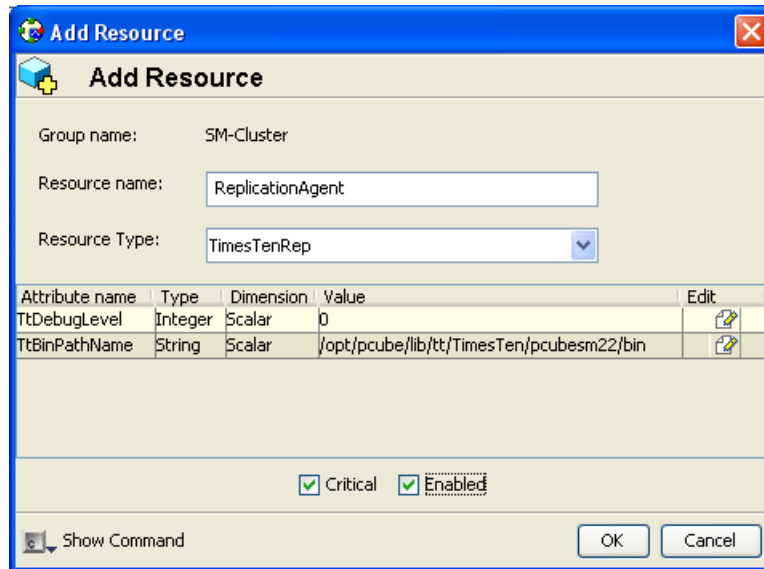 Add Resource
Add Resource
Group name: SM-Cluster
Resource name: ReplicationAgent
Resource Type: TimesTenRep
Attribute name Type Dimension Value Edit
TtDebugLevel Integer Scalar 0
TtBinPathName String Scalar /opt/pcube/lib/tt/TimesTen/pcubesm22/bin
Critical Enabled
Show Command OK Cancel